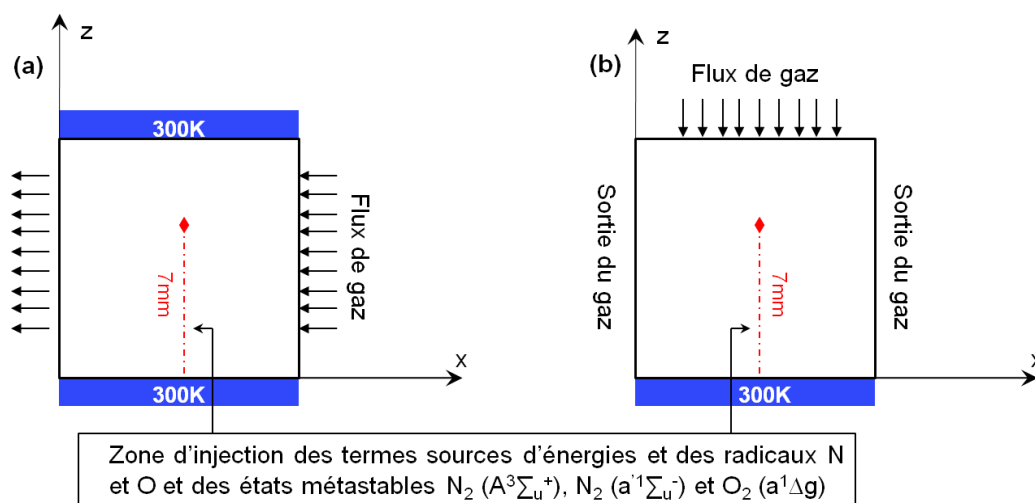 (a)
z
300K
Flux de gaz
7mm
x
300K
(b)
z
Flux de gaz
Sortie du gaz
7mm
Sortie du gaz
x
300K
Zone d'injection des termes sources d'énergies et des radicaux N
et O et des états métastables N₂ (A³Σᵤ⁺), N₂ (a'¹Σᵤ⁻) et O₂ (a¹Δg)